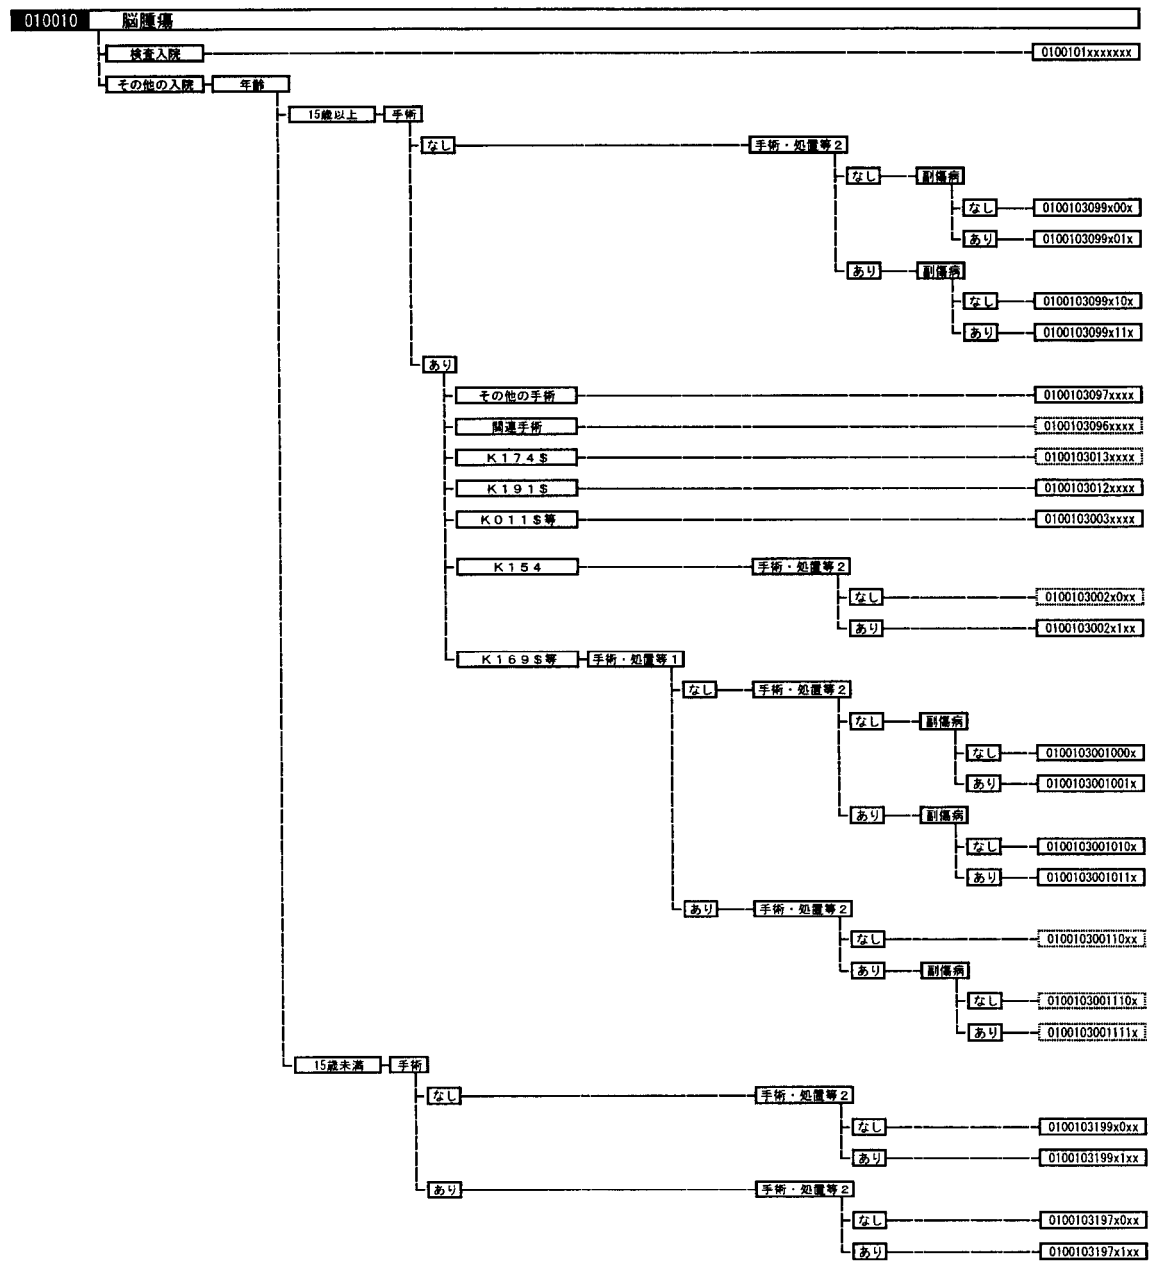 010010 脳腫瘍
検査入院 0100101xxxxxxx
その他の入院 年齢
15歳以上 手術
なし 手術・処置等2
なし 副傷病
なし 0100103099x00x
あり 0100103099x01x
あり 副傷病
なし 0100103099x10x
あり 0100103099x11x
あり
その他の手術 0100103097xxxx
関連手術 0100103096xxxx
K174$ 0100103013xxxx
K191$ 0100103012xxxx
K011$等 0100103003xxxx
K154 手術・処置等2
なし 0100103002x0xx
あり 0100103002x1xx
K169$等 手術・処置等1
なし 手術・処置等2
なし 副傷病
なし 0100103001000x
あり 0100103001001x
あり 副傷病
なし 0100103001010x
あり 0100103001011x
あり 手術・処置等2
なし 010010300110xx
あり 副傷病
なし 0100103001110x
あり 0100103001111x
15歳未満 手術
なし 手術・処置等2
なし 0100103199x0xx
あり 0100103199x1xx
あり 手術・処置等2
なし 0100103197x0xx
あり 0100103197x1xx